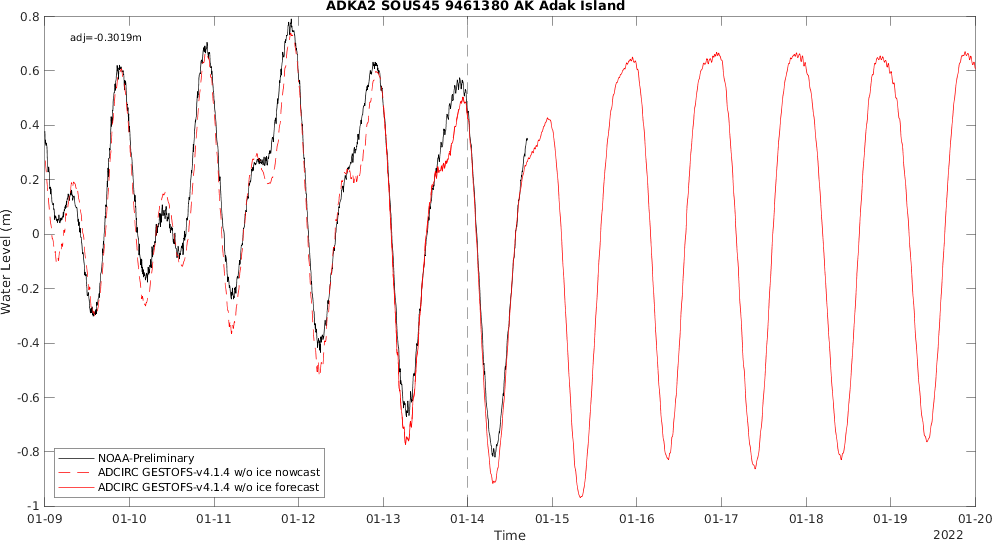 ADKA2 SOUS45 9461380 AK Adak Island
adj=-0.3019m
0.8
0.6
0.4
0.2
0
-0.2
-0.4
-0.6
-0.8
-1
Water Level (m)
NOAA-Preliminary
ADCIRC GESTOFS-v4.1.4 w/o ice nowcast
ADCIRC GESTOFS-v4.1.4 w/o ice forecast
01-09 01-10 01-11 01-12 01-13 01-14 01-15 01-16 01-17 01-18 01-19 01-20
Time
2022